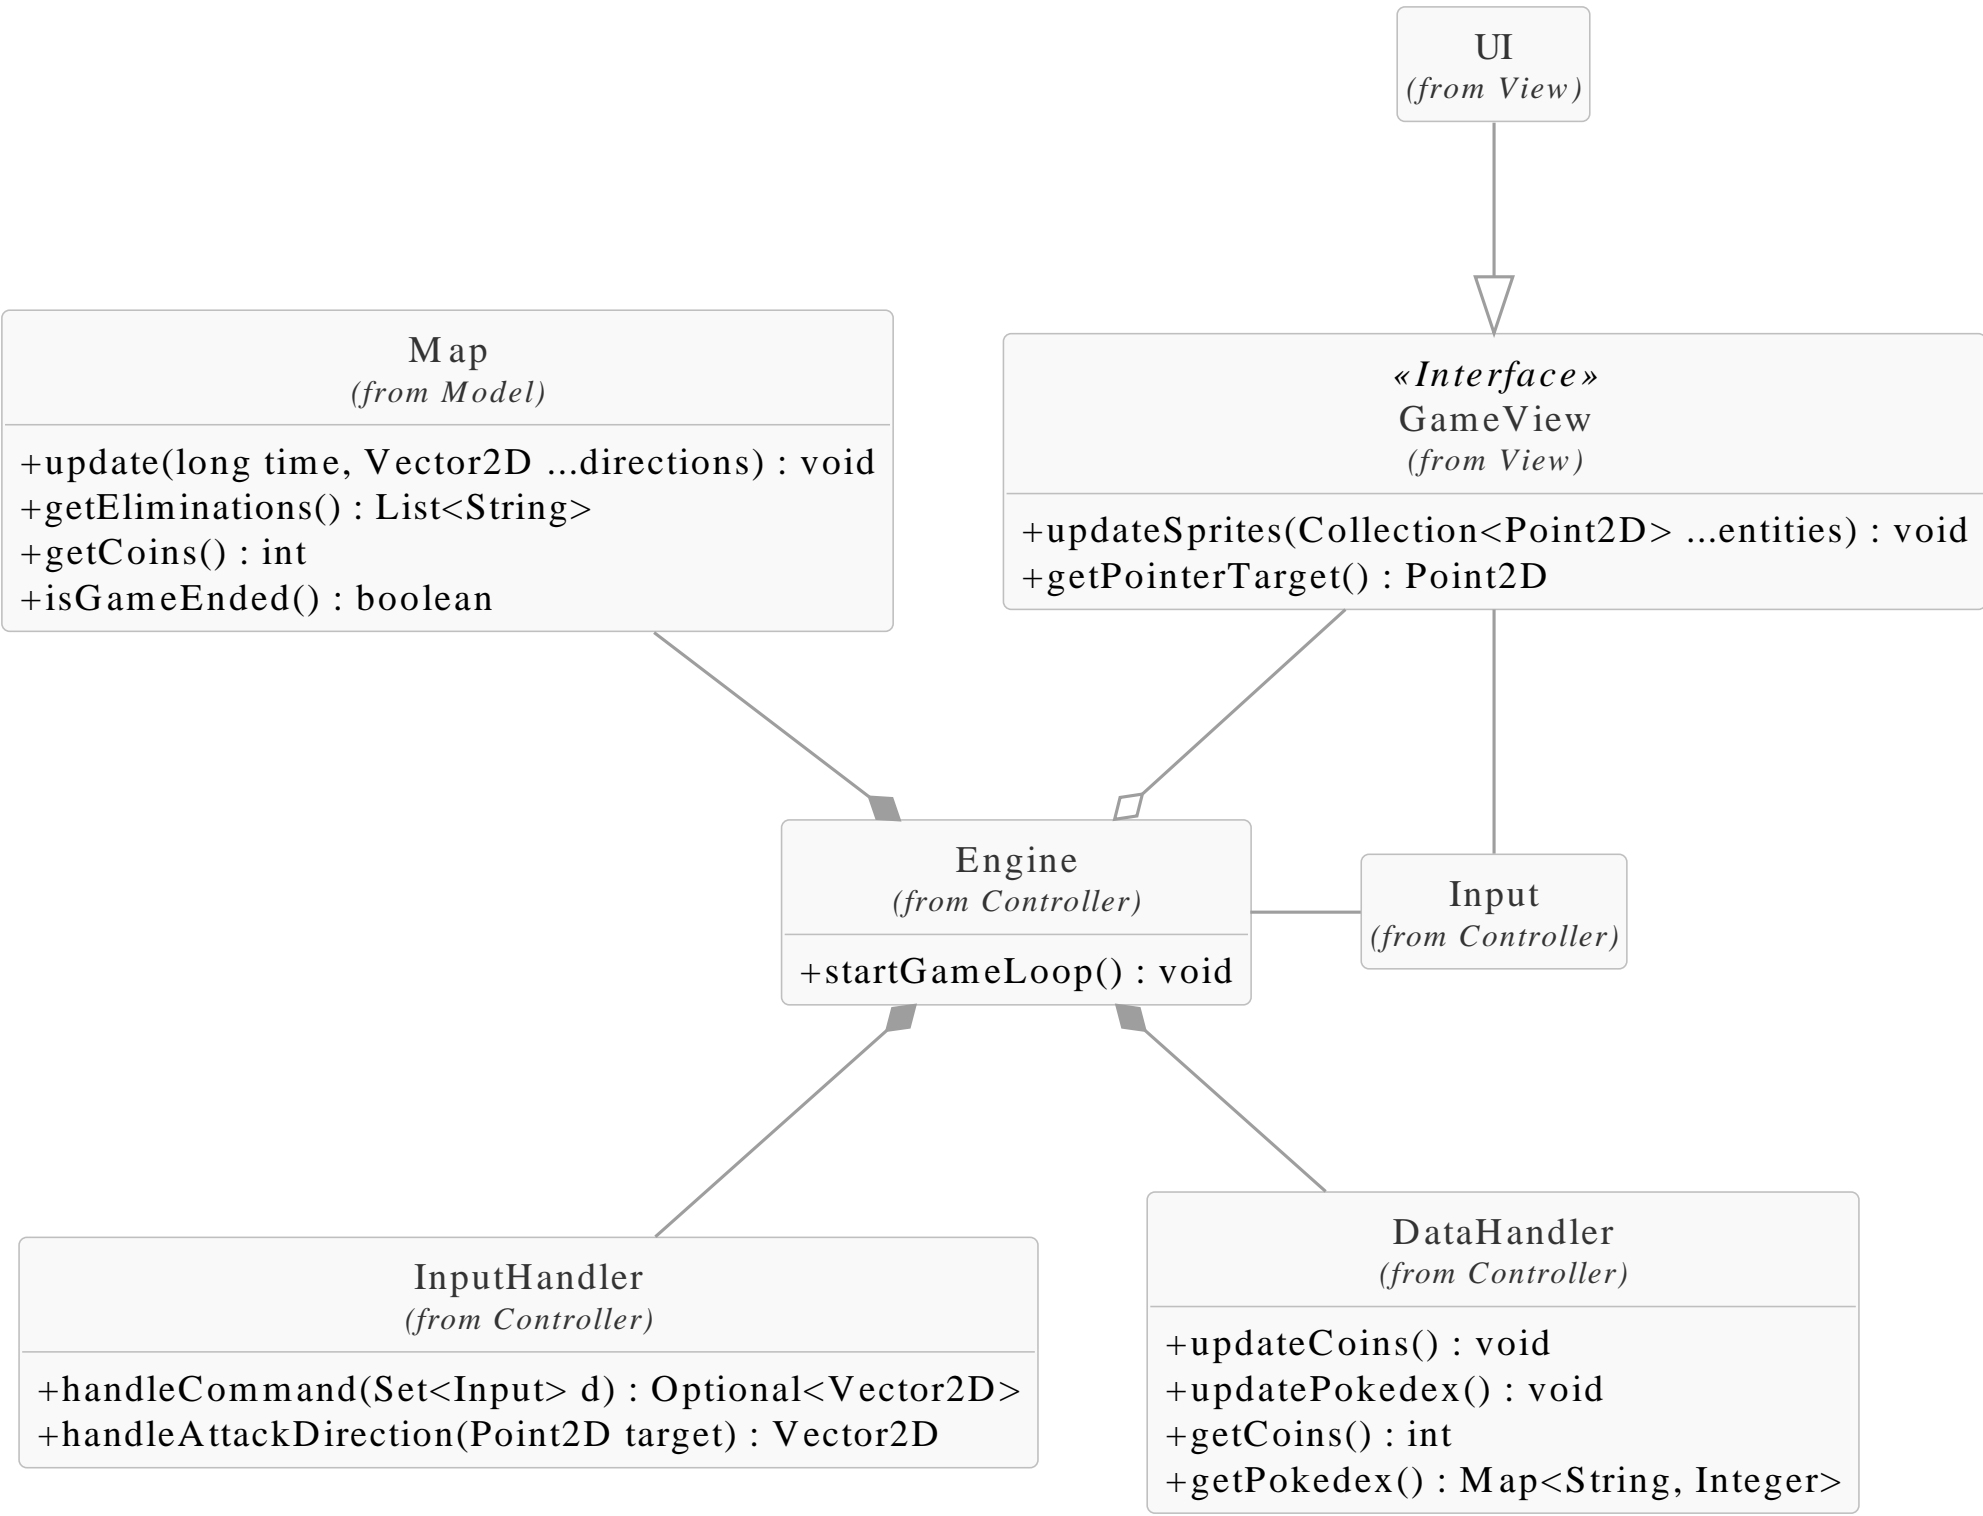 UI
(from View)
Map
(from Model)
+update(long time, Vector2D ...directions) : void
+getEliminations() : List<String>
+getCoins() : int
+isGameEnded() : boolean
«Interface»
GameView
(from View)
+updateSprites(Collection<Point2D> ...entities) : void
+getPointerTarget() : Point2D
Engine
(from Controller)
+startGameLoop() : void
Input
(from Controller)
InputHandler
(from Controller)
+handleCommand(Set<Input> d) : Optional<Vector2D>
+handleAttackDirection(Point2D target) : Vector2D
DataHandler
(from Controller)
+updateCoins() : void
+updatePokedex() : void
+getCoins() : int
+getPokedex() : Map<String, Integer>